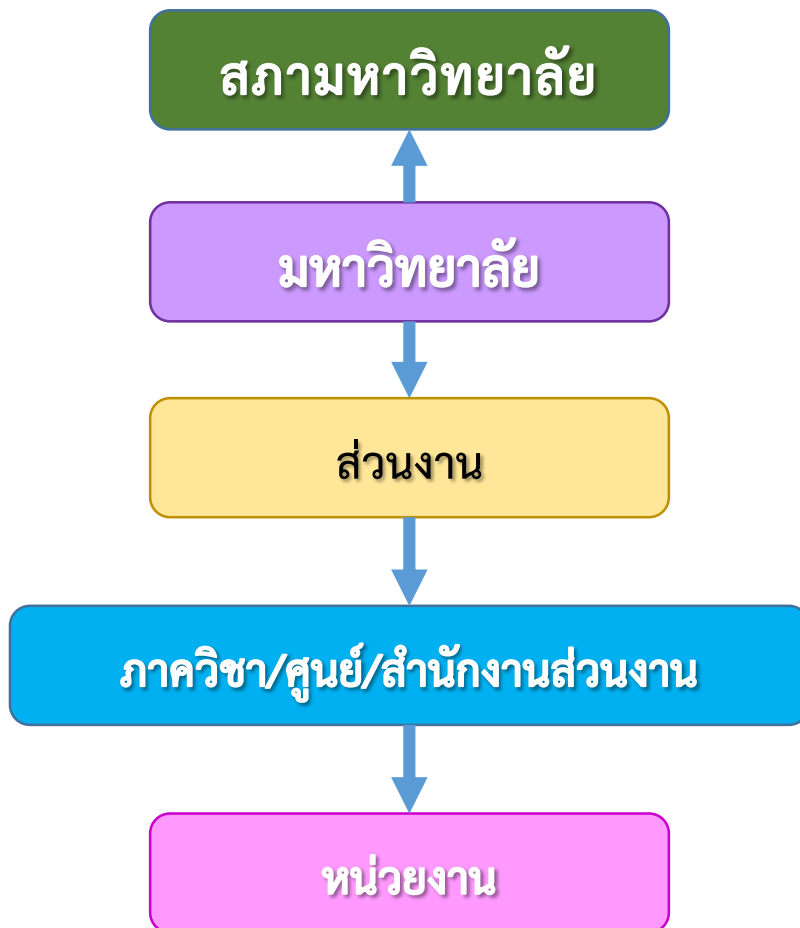 สภามหาวิทยาลัย
มหาวิทยาลัย
ส่วนงาน
ภาควิชา/ศูนย์/สำนักงานส่วนงาน
หน่วยงาน